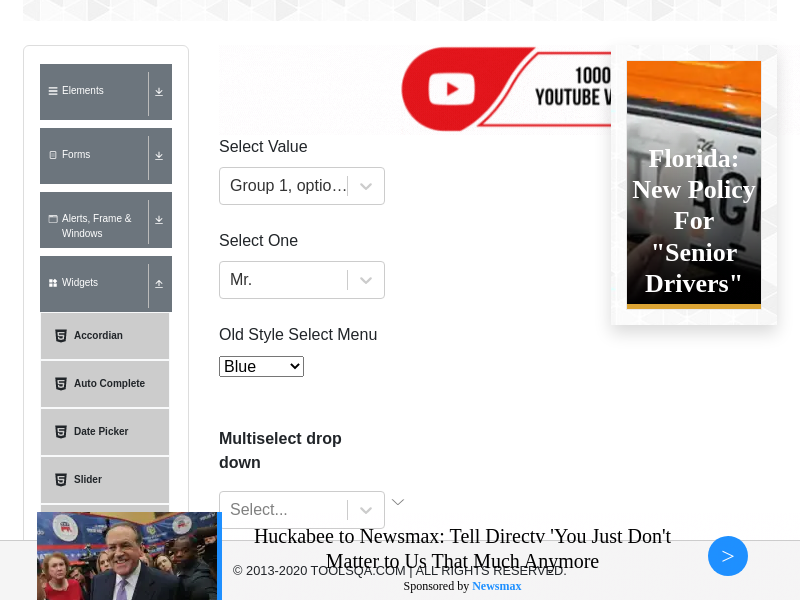 Elements
Forms
Alerts, Frame &
Windows
Widgets
Accordian
Auto Complete
Date Picker
Slider
1000
YOUTUBE V
Select Value
Group 1, optio…
Select One
Mr.
Old Style Select Menu
Blue
Multiselect drop
down
Select...
Florida:
New Policy
For
"Senior
Drivers"
Huckabee to Newsmax: Tell Directv 'You Just Don't
Matter to Us That Much Anymore
© 2013-2020 TOOLSQA.COM | ALL RIGHTS RESERVED.
Sponsored by Newsmax
>